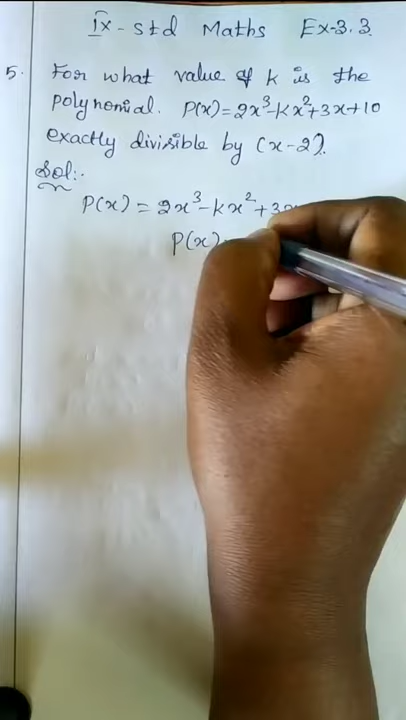 IX - std Maths Ex-3.3
5. For what value of k is the
polynomial. P(x)=2x³-kx²+3x+10
exactly divisible by (x-2).
Sol:-
P(x) = 2x³-kx²+3
P(x)